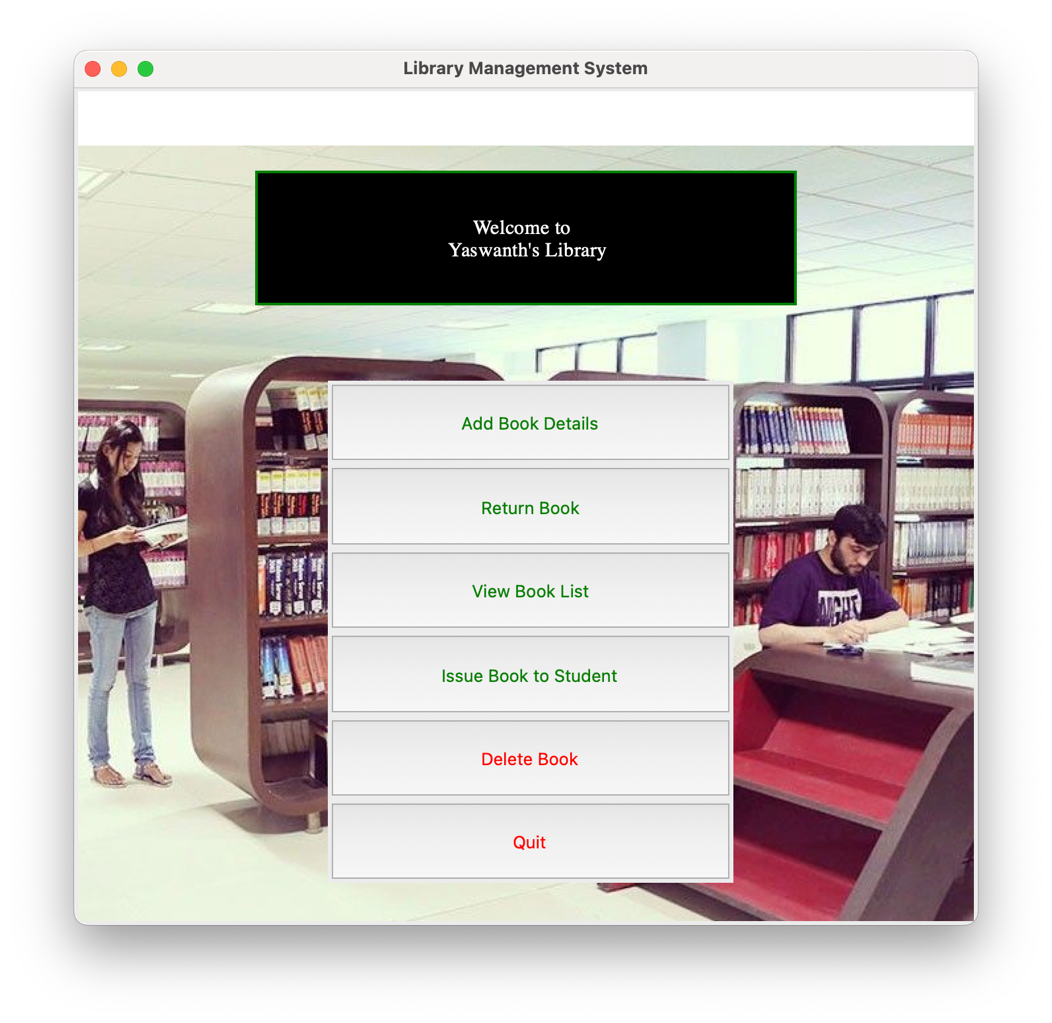 Library Management System
Welcome to
Yaswanth's Library
Add Book Details
Return Book
View Book List
Issue Book to Student
Delete Book
Quit